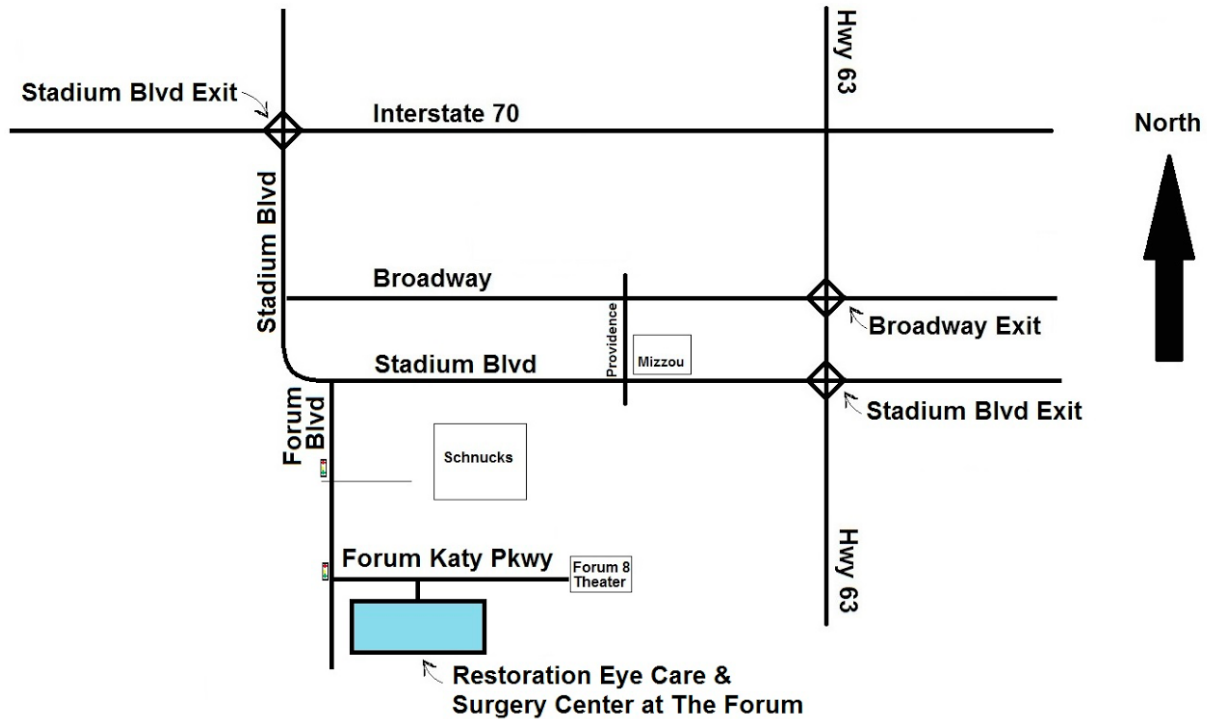 Hwy 63
Stadium Blvd Exit
Interstate 70
North
Stadium Blvd
Broadway
Broadway Exit
Providence
Mizzou
Stadium Blvd
Stadium Blvd Exit
Forum
Blvd
Schnucks
Hwy 63
Forum Katy Pkwy
Forum 8
Theater
Restoration Eye Care &
Surgery Center at The Forum